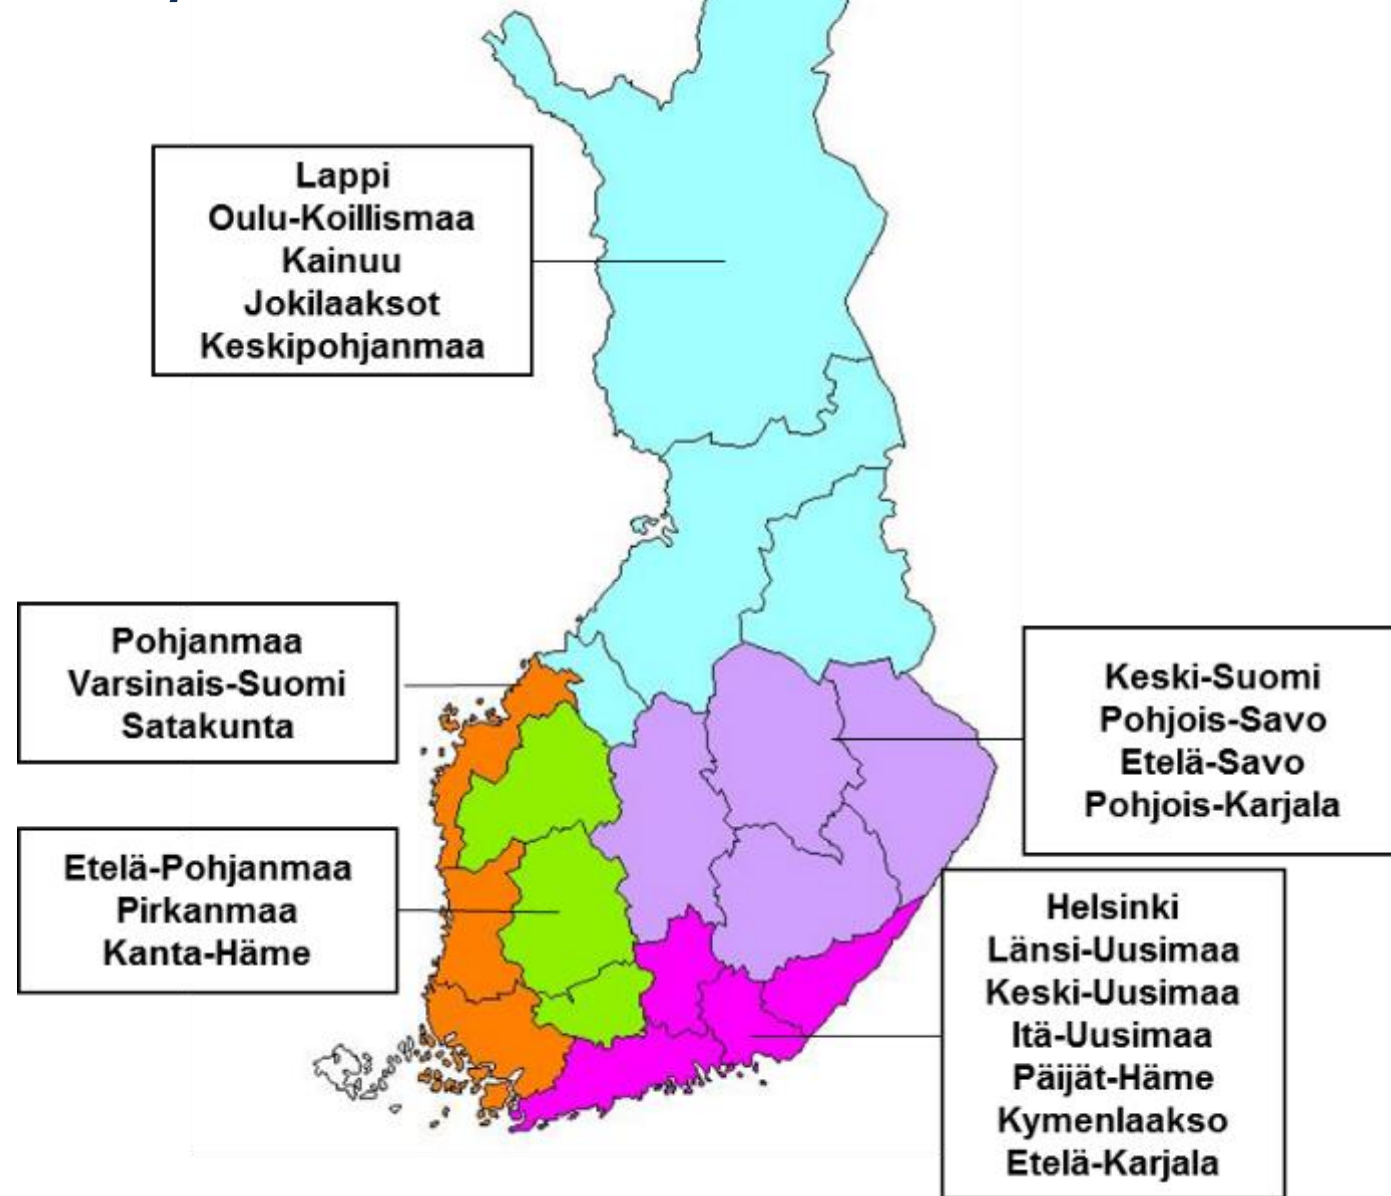 Lappi
Oulu-Koillismaa
Kainuu
Jokilaaksot
Keskipohjanmaa
Pohjanmaa
Varsinais-Suomi
Satakunta
Etelä-Pohjanmaa
Pirkanmaa
Kanta-Häme
Keski-Suomi
Pohjois-Savo
Etelä-Savo
Pohjois-Karjala
Helsinki
Länsi-Uusimaa
Keski-Uusimaa
Itä-Uusimaa
Päijät-Häme
Kymenlaakso
Etelä-Karjala